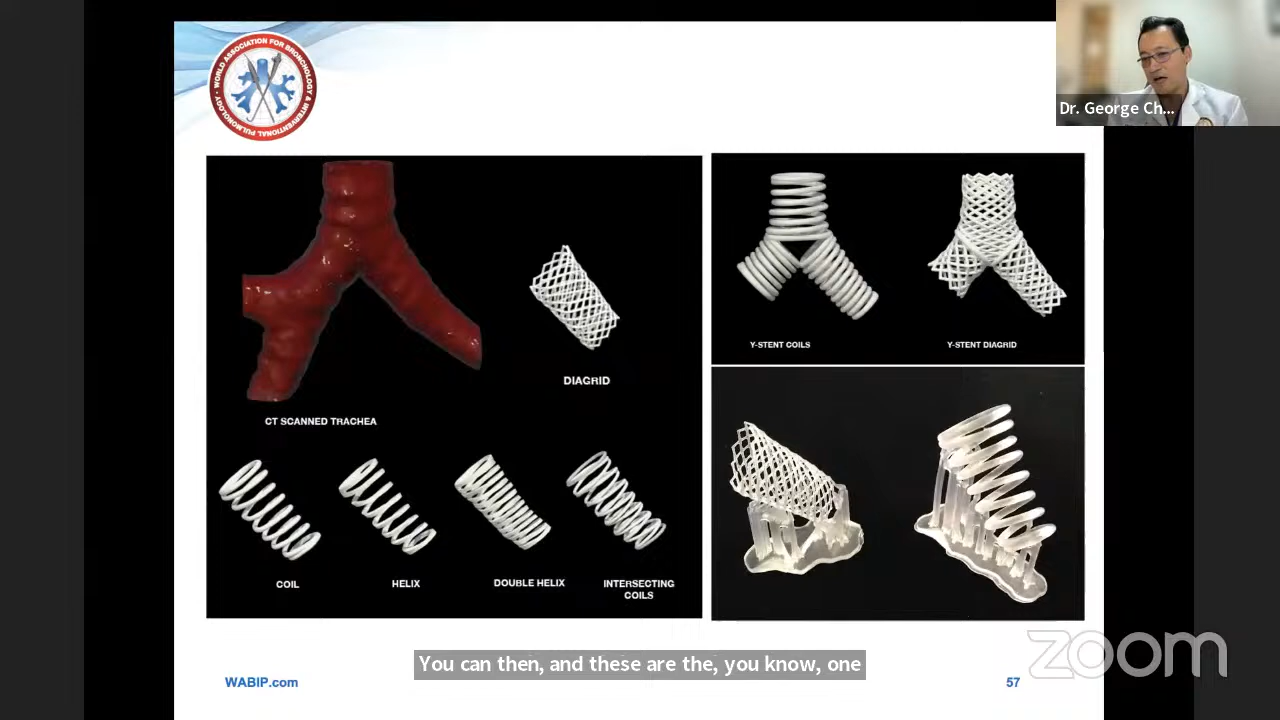 WORLD ASSOCIATION FOR BRONCHOLOGY & INTERVENTIONAL PULMONOLOGY
Dr. George Ch...
DIAGRID
CT SCANNED TRACHEA
COIL
HELIX
DOUBLE HELIX
INTERSECTING
COILS
Y-STENT COILS
Y-STENT DIAGRID
You can then, and these are the, you know, one
WABIP.com
57
zoom